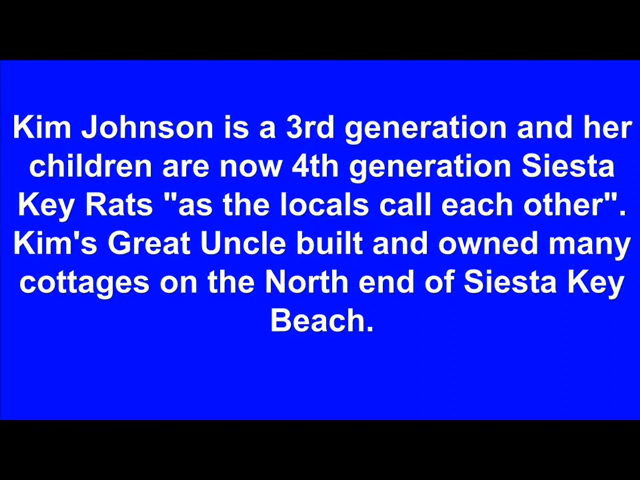 Kim Johnson is a 3rd generation and her
children are now 4th generation Siesta
Key Rats "as the locals call each other".
Kim's Great Uncle built and owned many
cottages on the North end of Siesta Key
Beach.